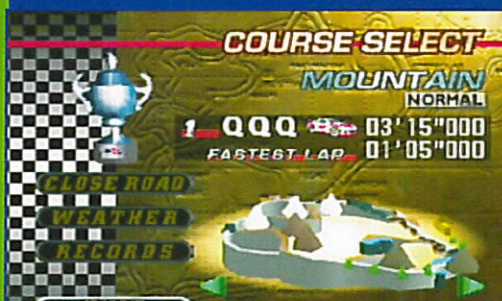 COURSE SELECT
MOUNTAIN
NORMAL
1 QQQ 03'15"000
FASTEST LAP 01'05"000
CLOSE ROAD
WEATHER
RECORDS